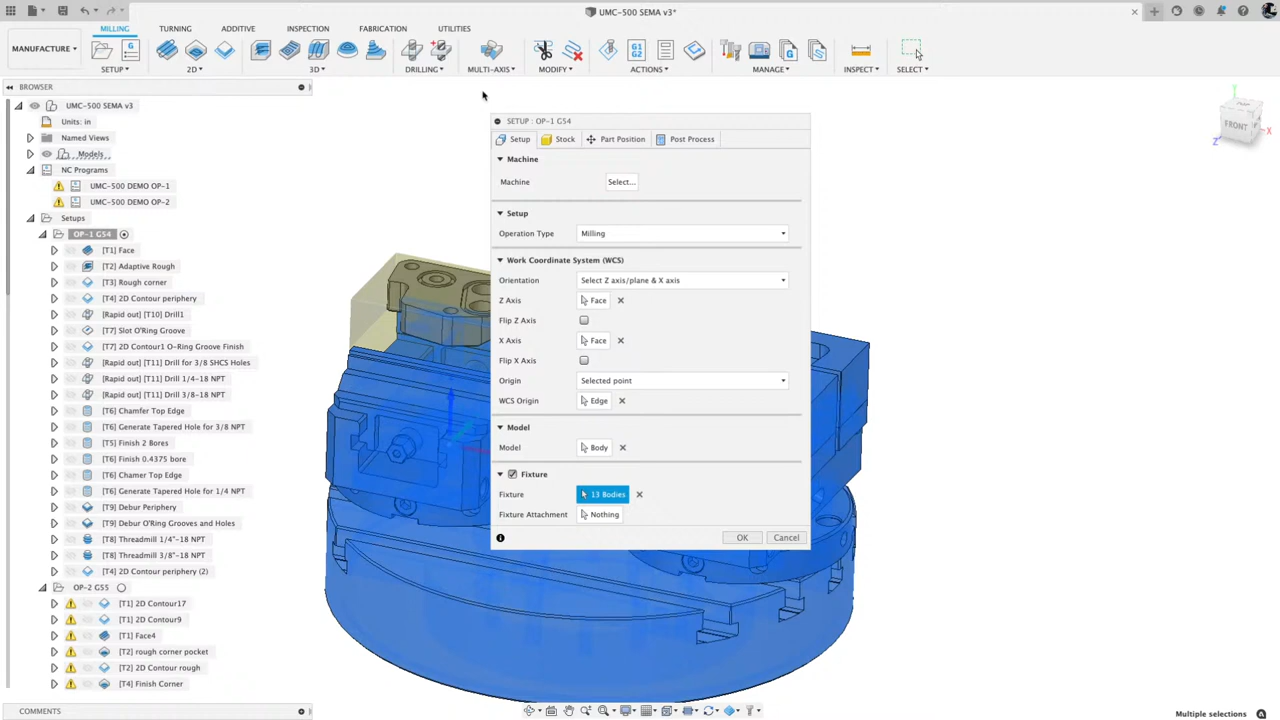 UMC-500 SEMA v3*
MANUFACTURE
MILLING TURNING ADDITIVE INSPECTION FABRICATION UTILITIES
G1
G2
SETUP 2D 3D DRILLING MULTI-AXIS MODIFY ACTIONS MANAGE INSPECT SELECT
BROWSER
UMC-500 SEMA v3
Units: in
Named Views
Models
NC Programs
UMC-500 DEMO OP-1
UMC-500 DEMO OP-2
Setups
OP-1 G54
[T1] Face
[T2] Adaptive Rough
[T3] Rough corner
[T4] 2D Contour periphery
[Rapid out] [T10] Drill1
[T7] Slot O'Ring Groove
[T7] 2D Contour1 O-Ring Groove Finish
[Rapid out] [T11] Drill for 3/8 SHCS Holes
[Rapid out] [T11] Drill 1/4-18 NPT
[Rapid out] [T11] Drill 3/8-18 NPT
[T6] Chamfer Top Edge
[T6] Generate Tapered Hole for 3/8 NPT
[T5] Finish 2 Bores
[T6] Finish 0.4375 bore
[T6] Chamer Top Edge
[T6] Generate Tapered Hole for 1/4 NPT
[T9] Debur Periphery
[T9] Debur O'Ring Grooves and Holes
[T8] Threadmill 1/4"-18 NPT
[T8] Threadmill 3/8"-18 NPT
[T4] 2D Contour periphery (2)
OP-2 G55
[T1] 2D Contour17
[T1] 2D Contour9
[T1] Face4
[T2] rough corner pocket
[T2] 2D Contour rough
[T4] Finish Corner
COMMENTS
SETUP : OP-1 G54
Setup Stock Part Position Post Process
Machine
Machine Select...
Setup
Operation Type Milling
Work Coordinate System (WCS)
Orientation Select Z axis/plane & X axis
Z Axis Face
Flip Z Axis
X Axis Face
Flip X Axis
Origin Selected point
WCS Origin Edge
Model
Model Body
Fixture
Fixture 13 Bodies
Fixture Attachment Nothing
OK Cancel
Y
FRONT
X
Z
Multiple selections